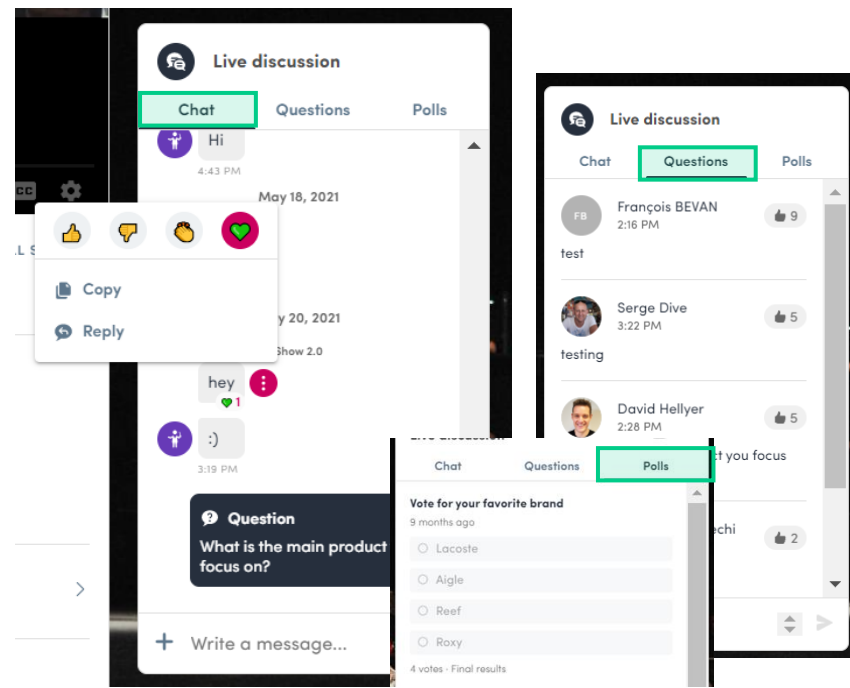 Live discussion
Chat
Questions
Polls
Hi
4:43 PM
May 18, 2021
CC
Copy
Reply
20, 2021
Show 2.0
hey
1
:)
3:19 PM
Question
What is the main product
focus on?
Write a message...
Live discussion
Chat
Questions
Polls
FB
François BEVAN
2:16 PM
9
test
Serge Dive
3:22 PM
5
testing
David Hellyer
2:28 PM
5
you focus
2
Live discussion
Chat
Questions
Polls
Vote for your favorite brand
9 months ago
Lacoste
Aigle
Reef
Roxy
4 votes · Final results